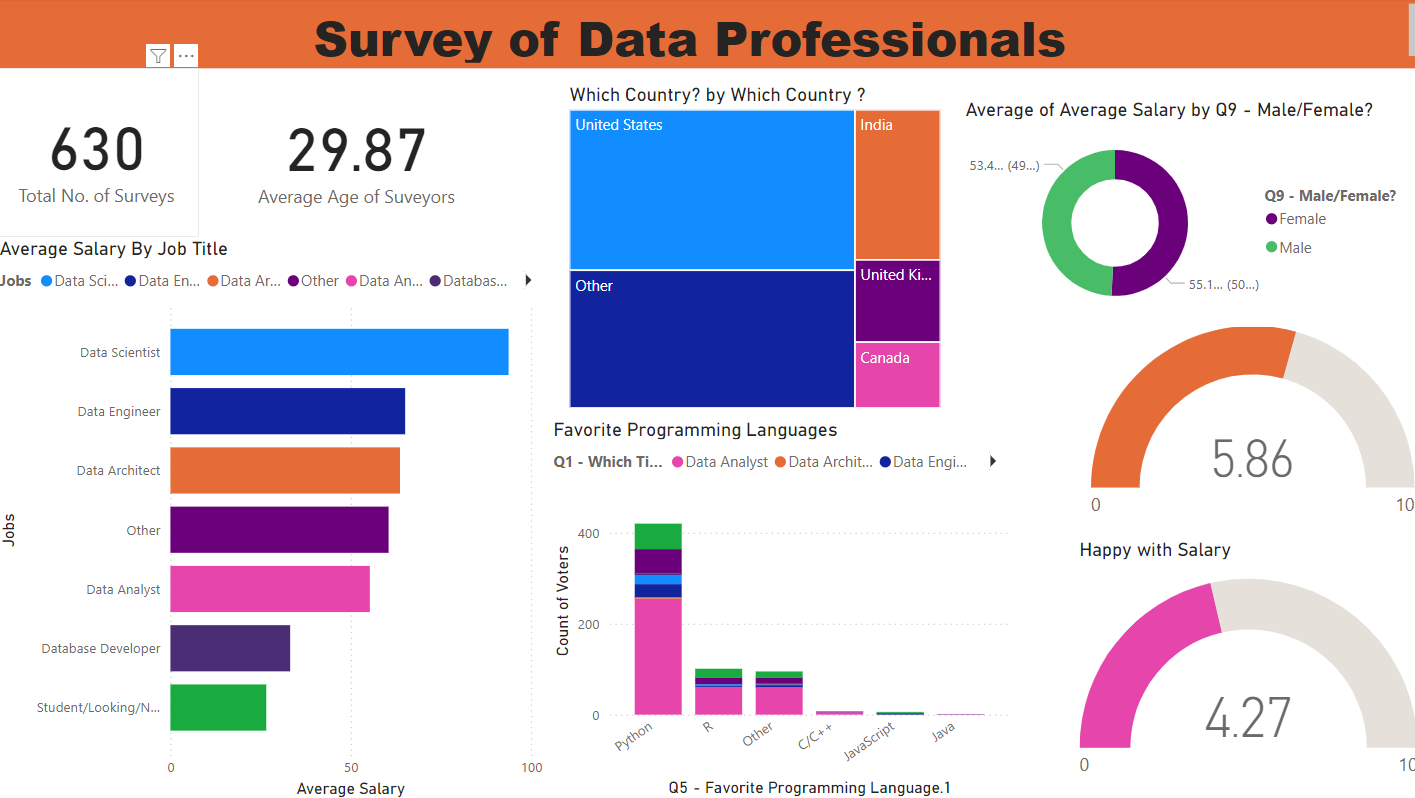 Survey of Data Professionals
630
Total No. of Surveys
29.87
Average Age of Suveyors
Average Salary By Job Title
Jobs Data Sci... Data En... Data Ar... Other Data An... Databas...
Jobs
Data Scientist
Data Engineer
Data Architect
Other
Data Analyst
Database Developer
Student/Looking/N...
0 50 100
Average Salary
Which Country? by Which Country ?
United States
India
Other
United Ki...
Canada
Favorite Programming Languages
Q1 - Which Ti... Data Analyst Data Archit... Data Engi...
Count of Voters
400
200
0
Python R Other C/C++ JavaScript Java
Q5 - Favorite Programming Language.1
Average of Average Salary by Q9 - Male/Female?
53.4... (49...)
55.1... (50...)
Q9 - Male/Female?
Female
Male
5.86
0 10
Happy with Salary
4.27
0 10